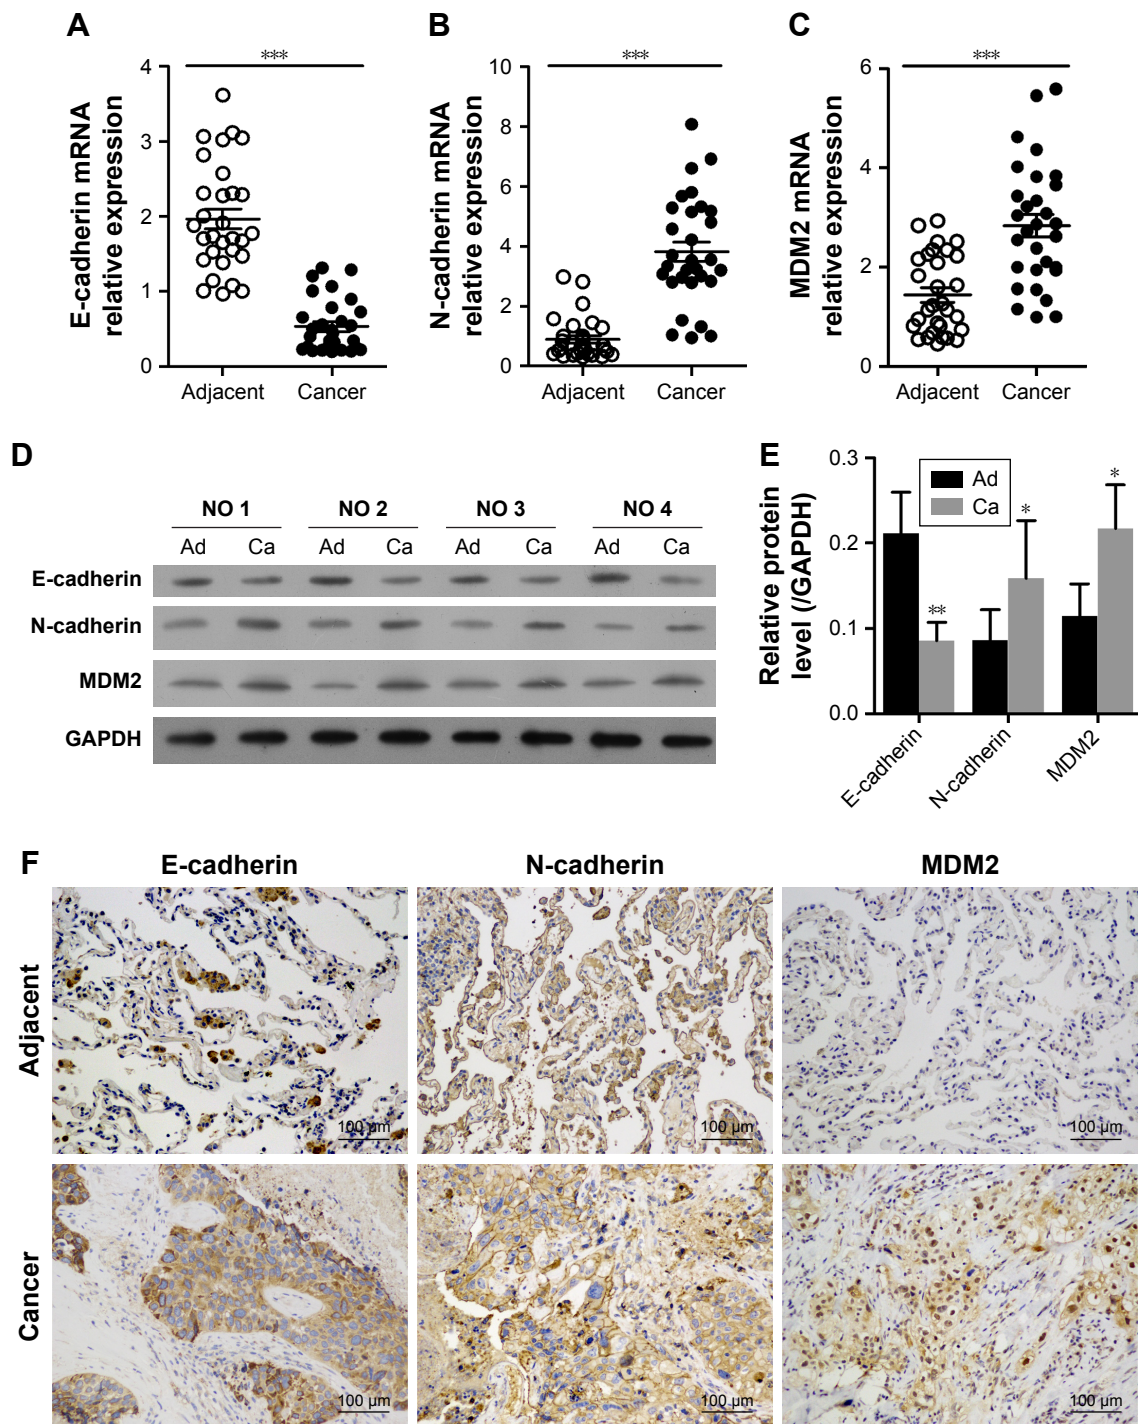 A
***
E-cadherin mRNA
relative expression
4
3
2
1
0
Adjacent
Cancer
B
***
N-cadherin mRNA
relative expression
10
8
6
4
2
0
Adjacent
Cancer
C
***
MDM2 mRNA
relative expression
6
4
2
0
Adjacent
Cancer
D
NO 1
NO 2
NO 3
NO 4
Ad
Ca
Ad
Ca
Ad
Ca
Ad
Ca
E-cadherin
N-cadherin
MDM2
GAPDH
E
Relative protein
level (/GAPDH)
0.3
0.2
0.1
0.0
Ad
Ca
**
*
*
E-cadherin
N-cadherin
MDM2
F
E-cadherin
N-cadherin
MDM2
Adjacent
100 µm
100 µm
100 µm
Cancer
100 µm
100 µm
100 µm